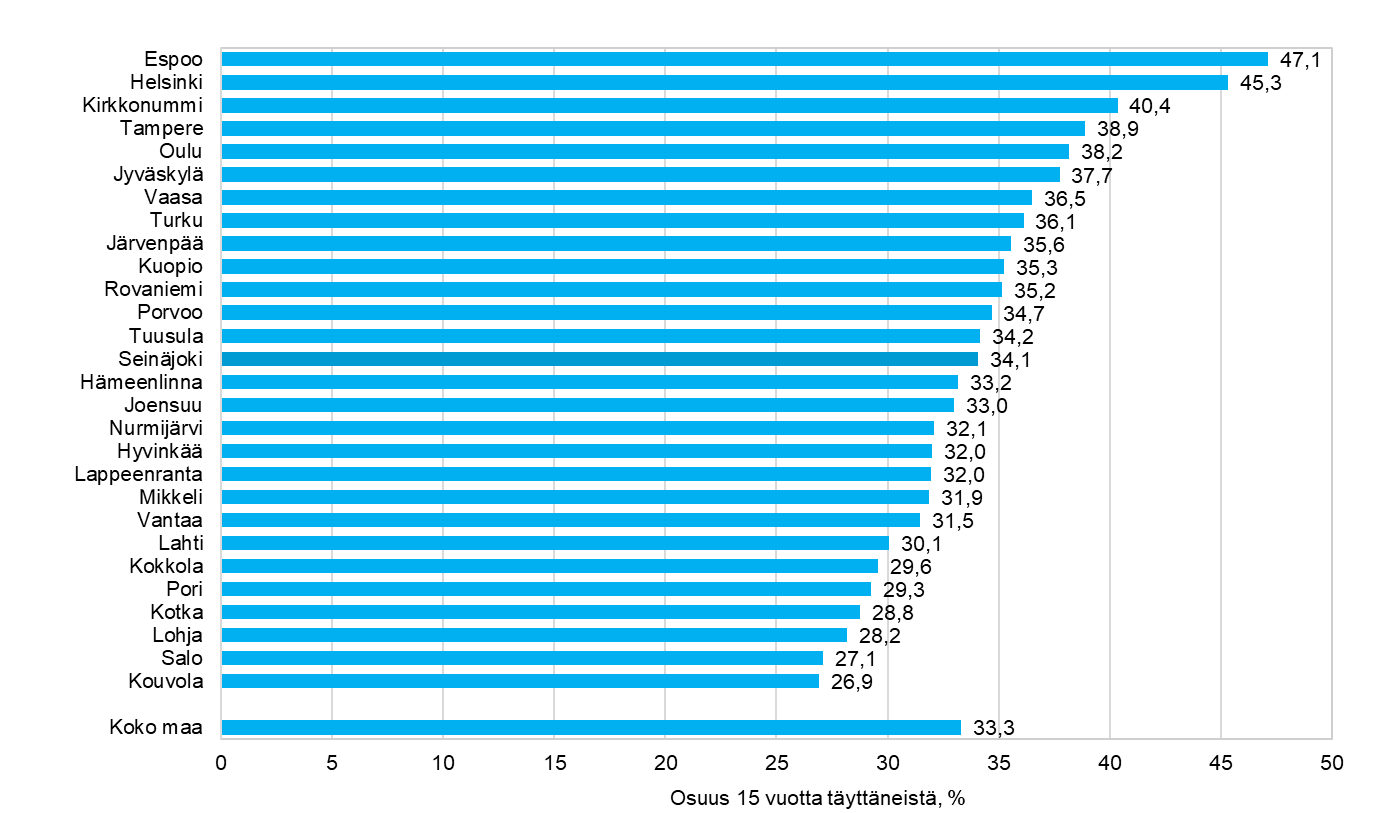 Espoo 47,1
Helsinki 45,3
Kirkkonummi 40,4
Tampere 38,9
Oulu 38,2
Jyväskylä 37,7
Vaasa 36,5
Turku 36,1
Järvenpää 35,6
Kuopio 35,3
Rovaniemi 35,2
Porvoo 34,7
Tuusula 34,2
Seinäjoki 34,1
Hämeenlinna 33,2
Joensuu 33,0
Nurmijärvi 32,1
Hyvinkää 32,0
Lappeenranta 32,0
Mikkeli 31,9
Vantaa 31,5
Lahti 30,1
Kokkola 29,6
Pori 29,3
Kotka 28,8
Lohja 28,2
Salo 27,1
Kouvola 26,9
Koko maa 33,3
0 5 10 15 20 25 30 35 40 45 50
Osuus 15 vuotta täyttäneistä, %